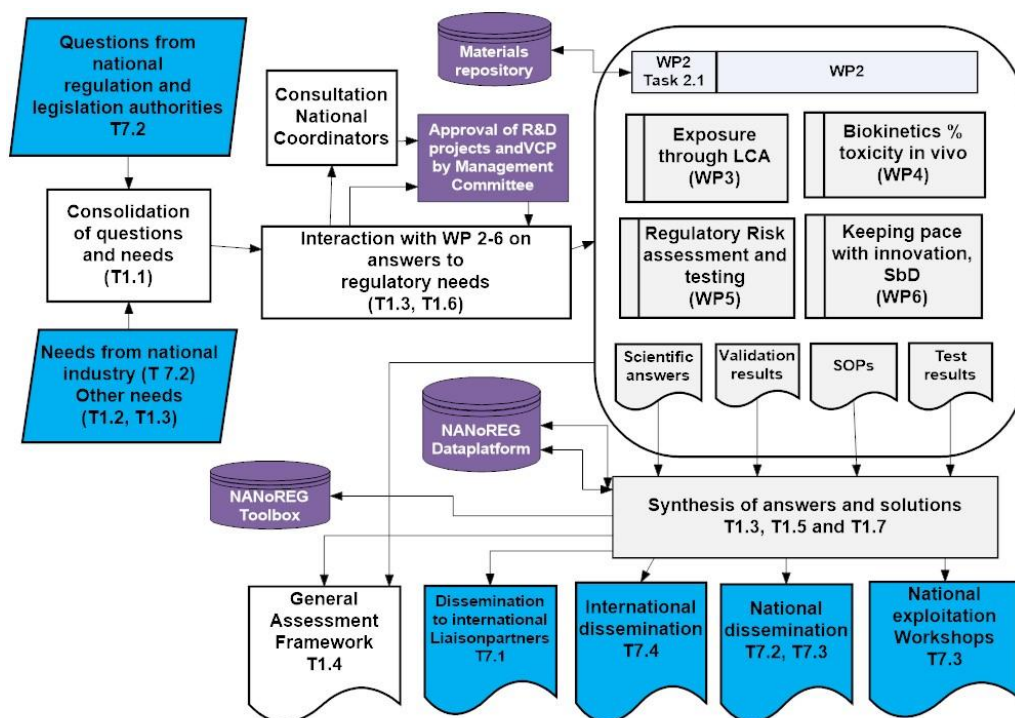 Questions from
national
regulation and
legislation authorities
T7.2
Consolidation
of questions
and needs
(T1.1)
Needs from national
industry (T 7.2)
Other needs
(T1.2, T1.3)
Consultation
National
Coordinators
Approval of R&D
projects andVCP
by Management
Committee
Interaction with WP 2-6 on
answers to
regulatory needs
(T1.3, T1.6)
Materials
repository
WP2
Task 2.1
WP2
Exposure
through LCA
(WP3)
Biokinetics %
toxicity in vivo
(WP4)
Regulatory Risk
assessment and
testing
(WP5)
Keeping pace
with innovation,
SbD
(WP6)
Scientific
answers
Validation
results
SOPs
Test
results
NANoREG
Dataplatform
NANoREG
Toolbox
Synthesis of answers and solutions
T1.3, T1.5 and T1.7
General
Assessment
Framework
T1.4
Dissemination
to international
Liaisonpartners
T7.1
International
dissemination
T7.4
National
dissemination
T7.2, T7.3
National
exploitation
Workshops
T7.3